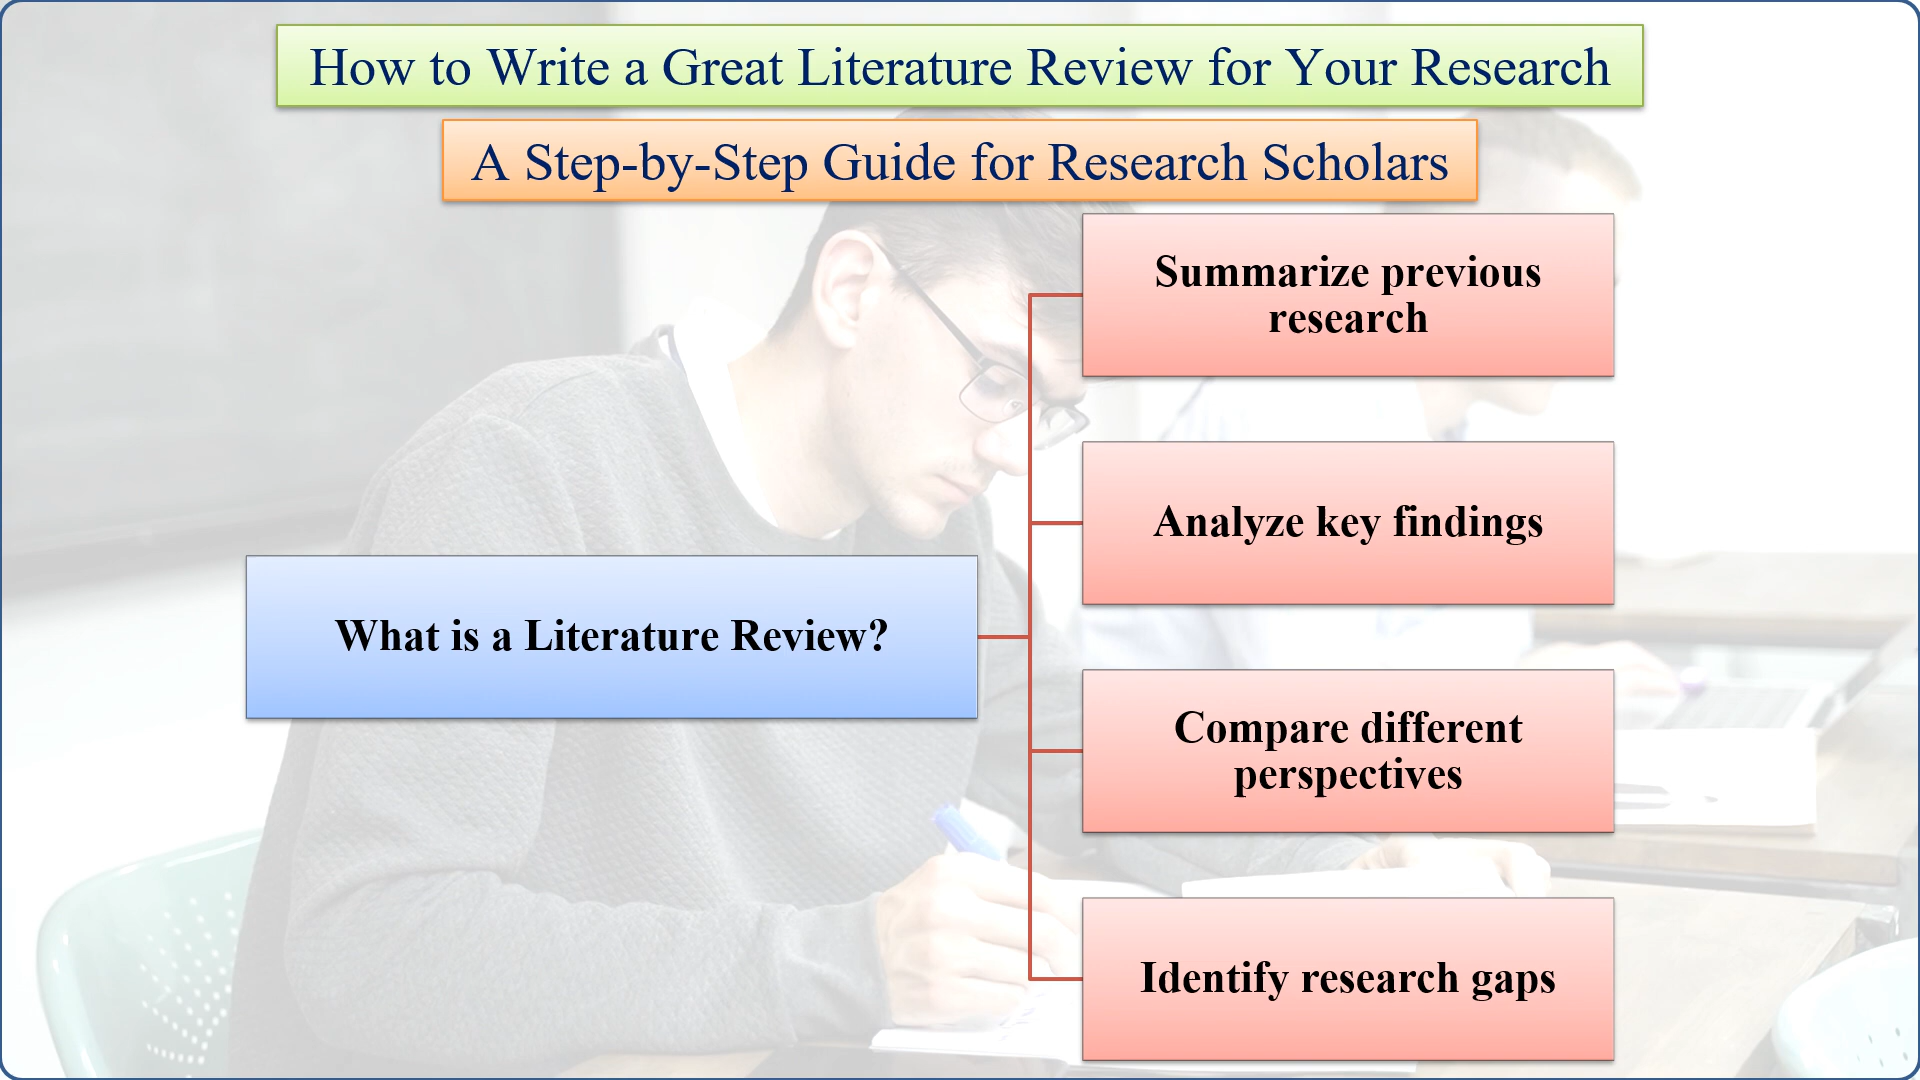 How to Write a Great Literature Review for Your Research
A Step-by-Step Guide for Research Scholars
What is a Literature Review?
Summarize previous
research
Analyze key findings
Compare different
perspectives
Identify research gaps